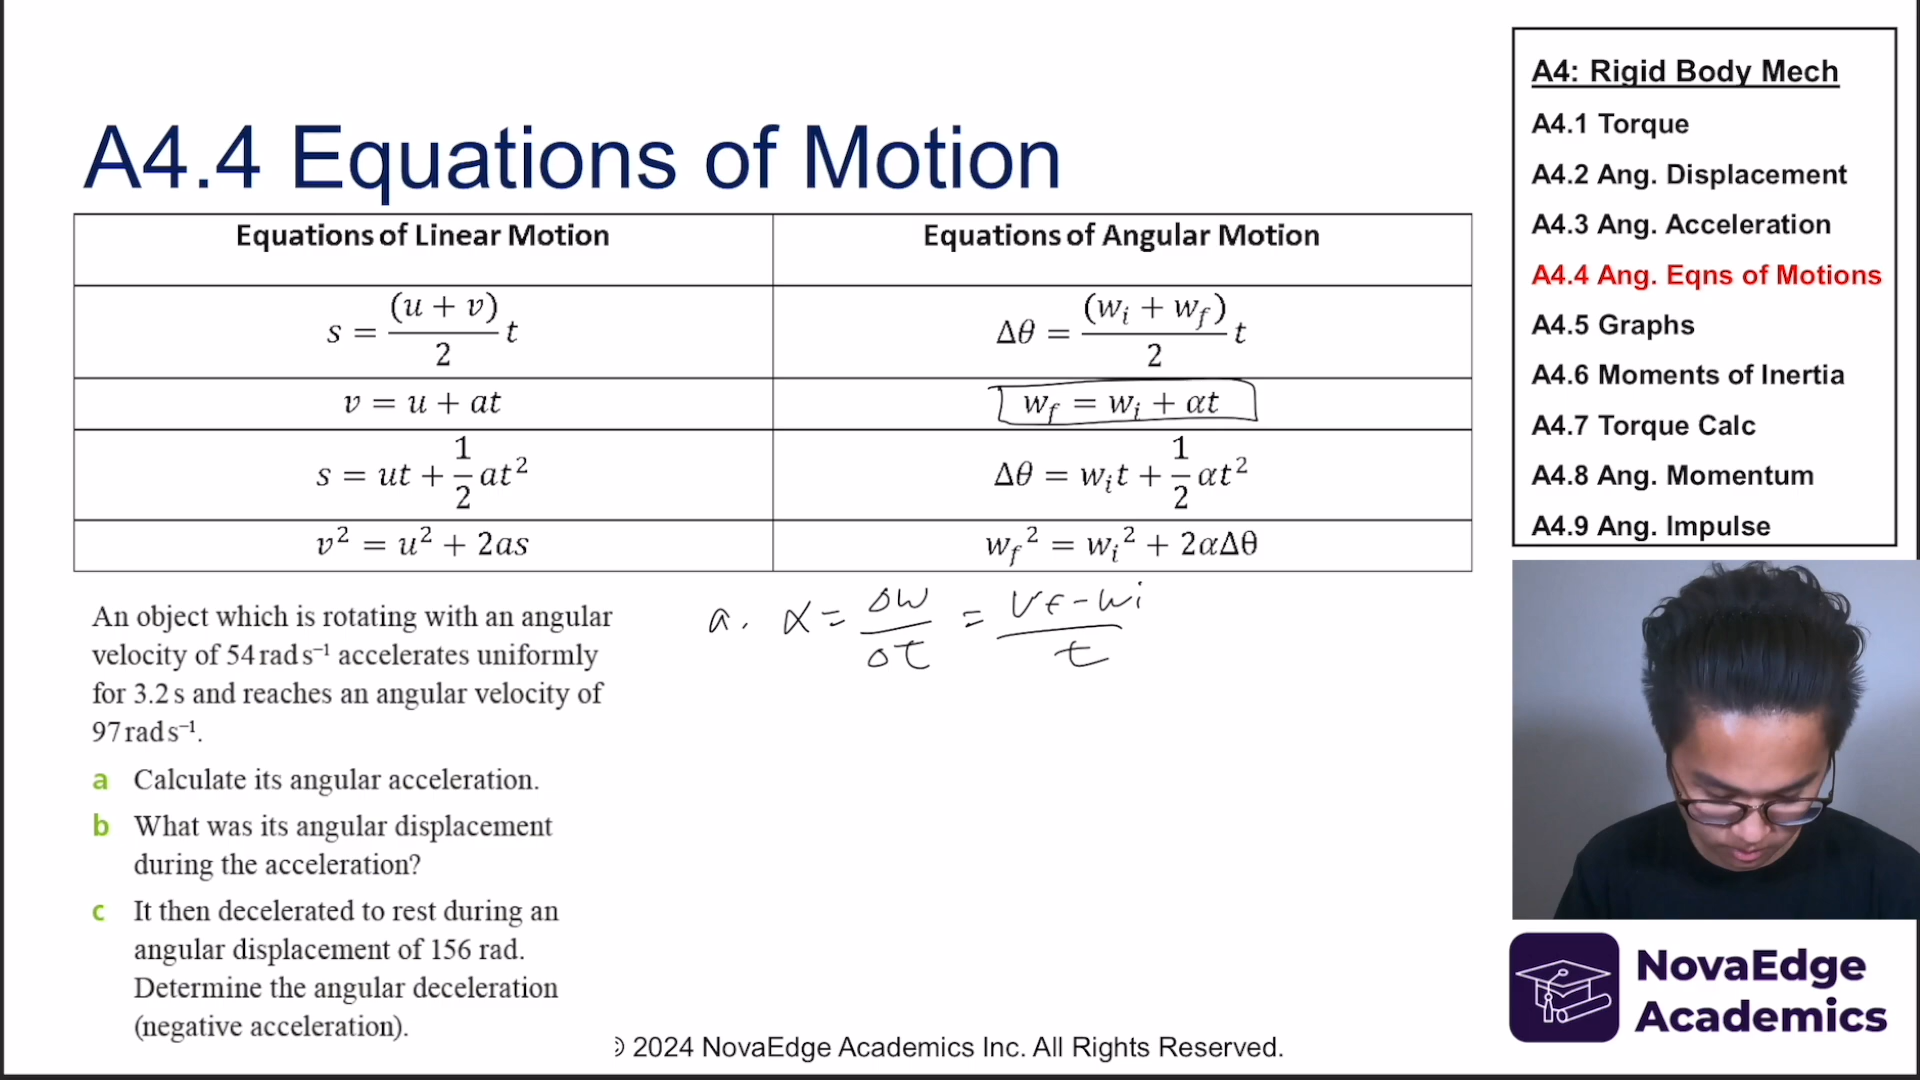 A4.4 Equations of Motion
Equations of Linear Motion
Equations of Angular Motion
s = (u + v)/2 t
Δθ = (w_i + w_f)/2 t
v = u + at
w_f = w_i + αt
s = ut + 1/2 at²
Δθ = w_i t + 1/2 αt²
v² = u² + 2as
w_f² = w_i² + 2αΔθ
An object which is rotating with an angular
velocity of 54 rad s⁻¹ accelerates uniformly
for 3.2 s and reaches an angular velocity of
97 rad s⁻¹.
a Calculate its angular acceleration.
b What was its angular displacement
during the acceleration?
c It then decelerated to rest during an
angular displacement of 156 rad.
Determine the angular deceleration
(negative acceleration).
a. α = Δw/Δt = vf - wi/t
© 2024 NovaEdge Academics Inc. All Rights Reserved.
A4: Rigid Body Mech
A4.1 Torque
A4.2 Ang. Displacement
A4.3 Ang. Acceleration
A4.4 Ang. Eqns of Motions
A4.5 Graphs
A4.6 Moments of Inertia
A4.7 Torque Calc
A4.8 Ang. Momentum
A4.9 Ang. Impulse
NovaEdge
Academics